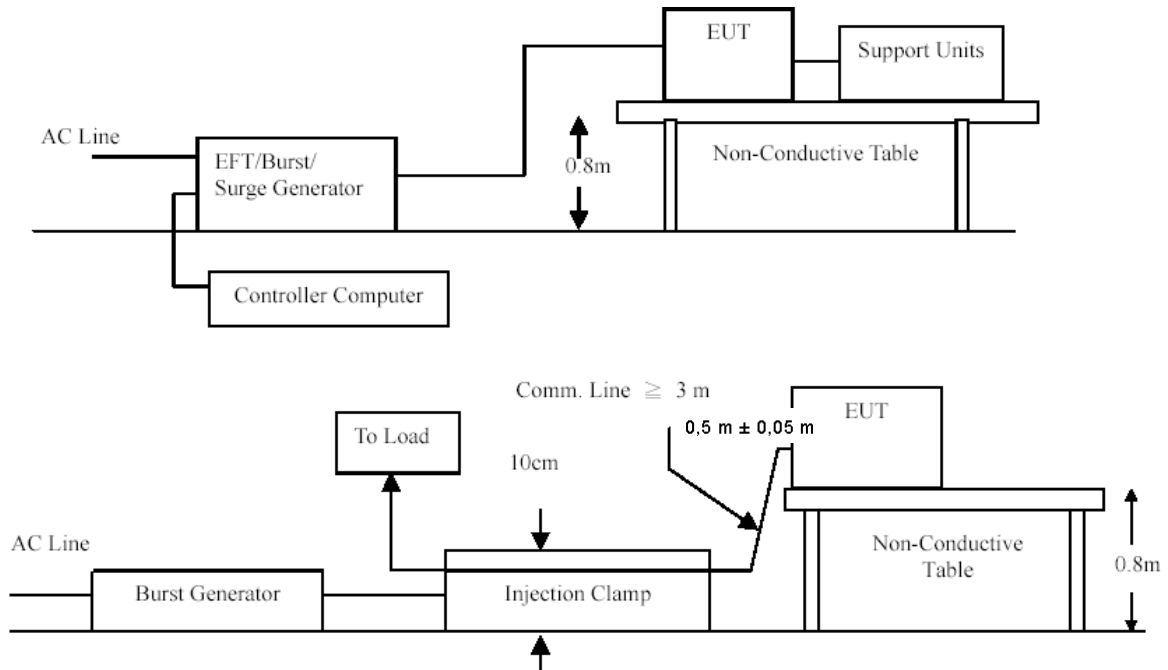 EUT
Support Units
AC Line
EFT/Burst/
Surge Generator
0.8m
Non-Conductive Table
Controller Computer
Comm. Line ≧ 3 m
EUT
0,5 m ± 0,05 m
To Load
10cm
AC Line
Non-Conductive
Table
0.8m
Burst Generator
Injection Clamp